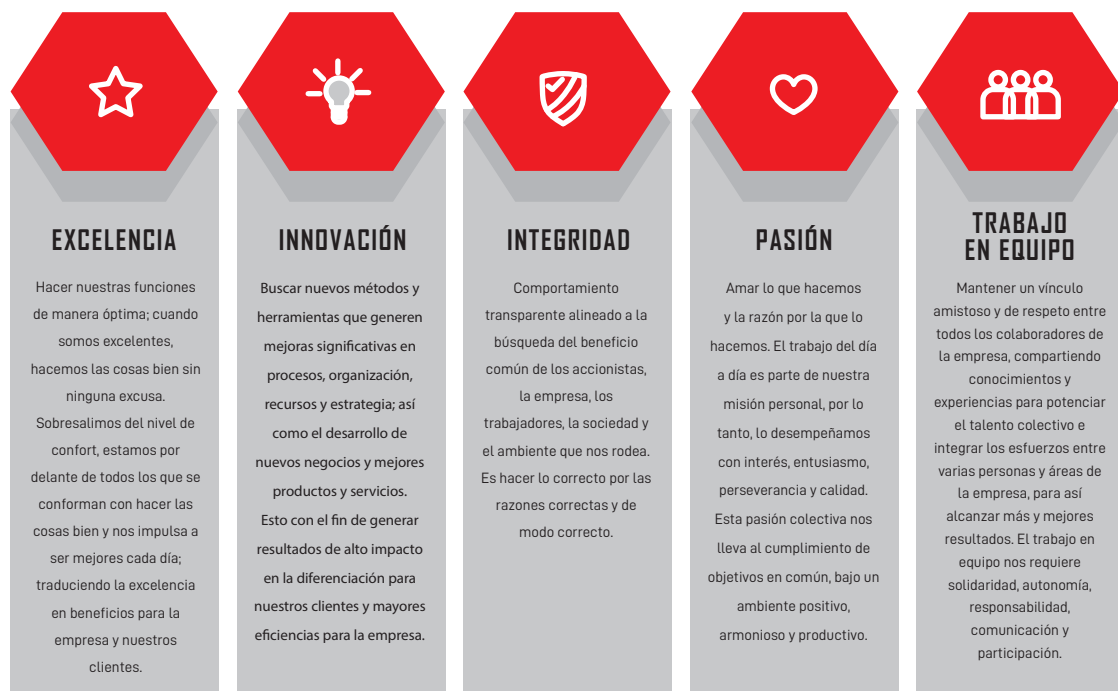 EXCELENCIA
Hacer nuestras funciones
de manera óptima; cuando
somos excelentes,
hacemos las cosas bien sin
ninguna excusa.
Sobresalimos del nivel de
confort, estamos por
delante de todos los que se
conforman con hacer las
cosas bien y nos impulsa a
ser mejores cada día;
traduciendo la excelencia
en beneficios para la
empresa y nuestros
clientes.
INNOVACIÓN
Buscar nuevos métodos y
herramientas que generen
mejoras significativas en
procesos, organización,
recursos y estrategia; así
como el desarrollo de
nuevos negocios y mejores
productos y servicios.
Esto con el fin de generar
resultados de alto impacto
en la diferenciación para
nuestros clientes y mayores
eficiencias para la empresa.
INTEGRIDAD
Comportamiento
transparente alineado a la
búsqueda del beneficio
común de los accionistas,
la empresa, los
trabajadores, la sociedad y
el ambiente que nos rodea.
Es hacer lo correcto por las
razones correctas y de
modo correcto.
PASIÓN
Amar lo que hacemos
y la razón por la que lo
hacemos. El trabajo del día
a día es parte de nuestra
misión personal, por lo
tanto, lo desempeñamos
con interés, entusiasmo,
perseverancia y calidad.
Esta pasión colectiva nos
lleva al cumplimiento de
objetivos en común, bajo un
ambiente positivo,
armonioso y productivo.
TRABAJO
EN EQUIPO
Mantener un vínculo
amistoso y de respeto entre
todos los colaboradores de
la empresa, compartiendo
conocimientos y
experiencias para potenciar
el talento colectivo e
integrar los esfuerzos entre
varias personas y áreas de
la empresa, para así
alcanzar más y mejores
resultados. El trabajo en
equipo nos requiere
solidaridad, autonomía,
responsabilidad,
comunicación y
participación.